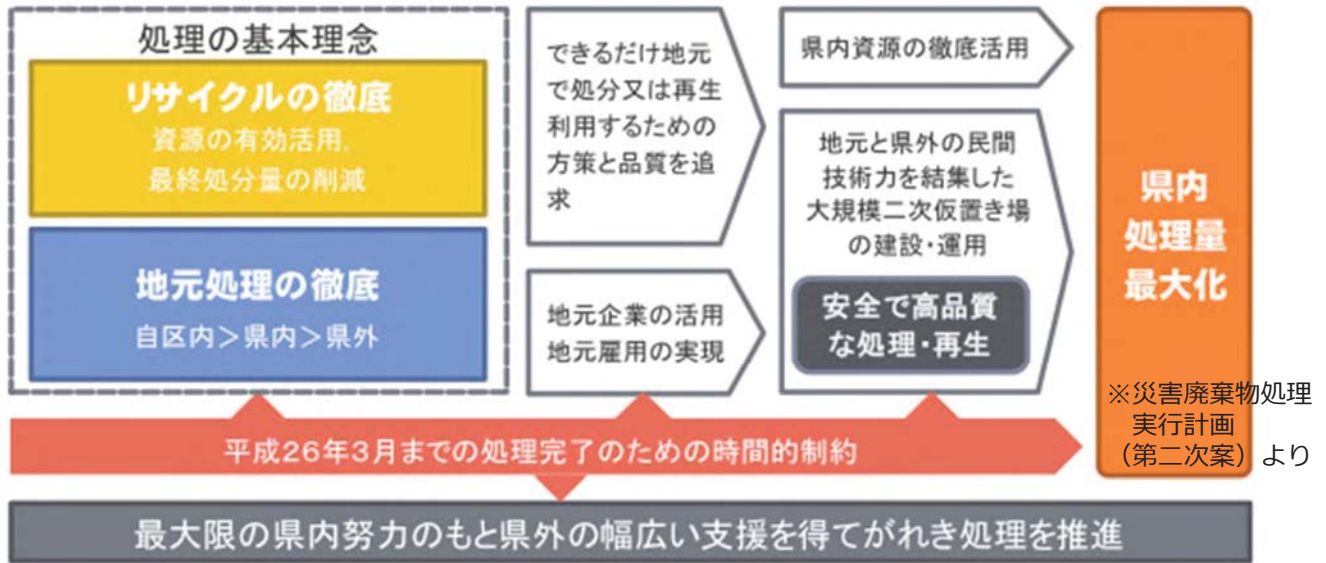 処理の基本理念
リサイクルの徹底
資源の有効活用,
最終処分量の削減
地元処理の徹底
自区内＞県内＞県外
できるだけ地元
で処分又は再生
利用するための
方策と品質を追
求
地元企業の活用
地元雇用の実現
県内資源の徹底活用
地元と県外の民間
技術力を結集した
大規模二次仮置き場
の建設・運用
安全で高品質
な処理・再生
県内
処理量
最大化
※災害廃棄物処理
実行計画
（第二次案）より
平成26年3月までの処理完了のための時間的制約
最大限の県内努力のもと県外の幅広い支援を得てがれき処理を推進